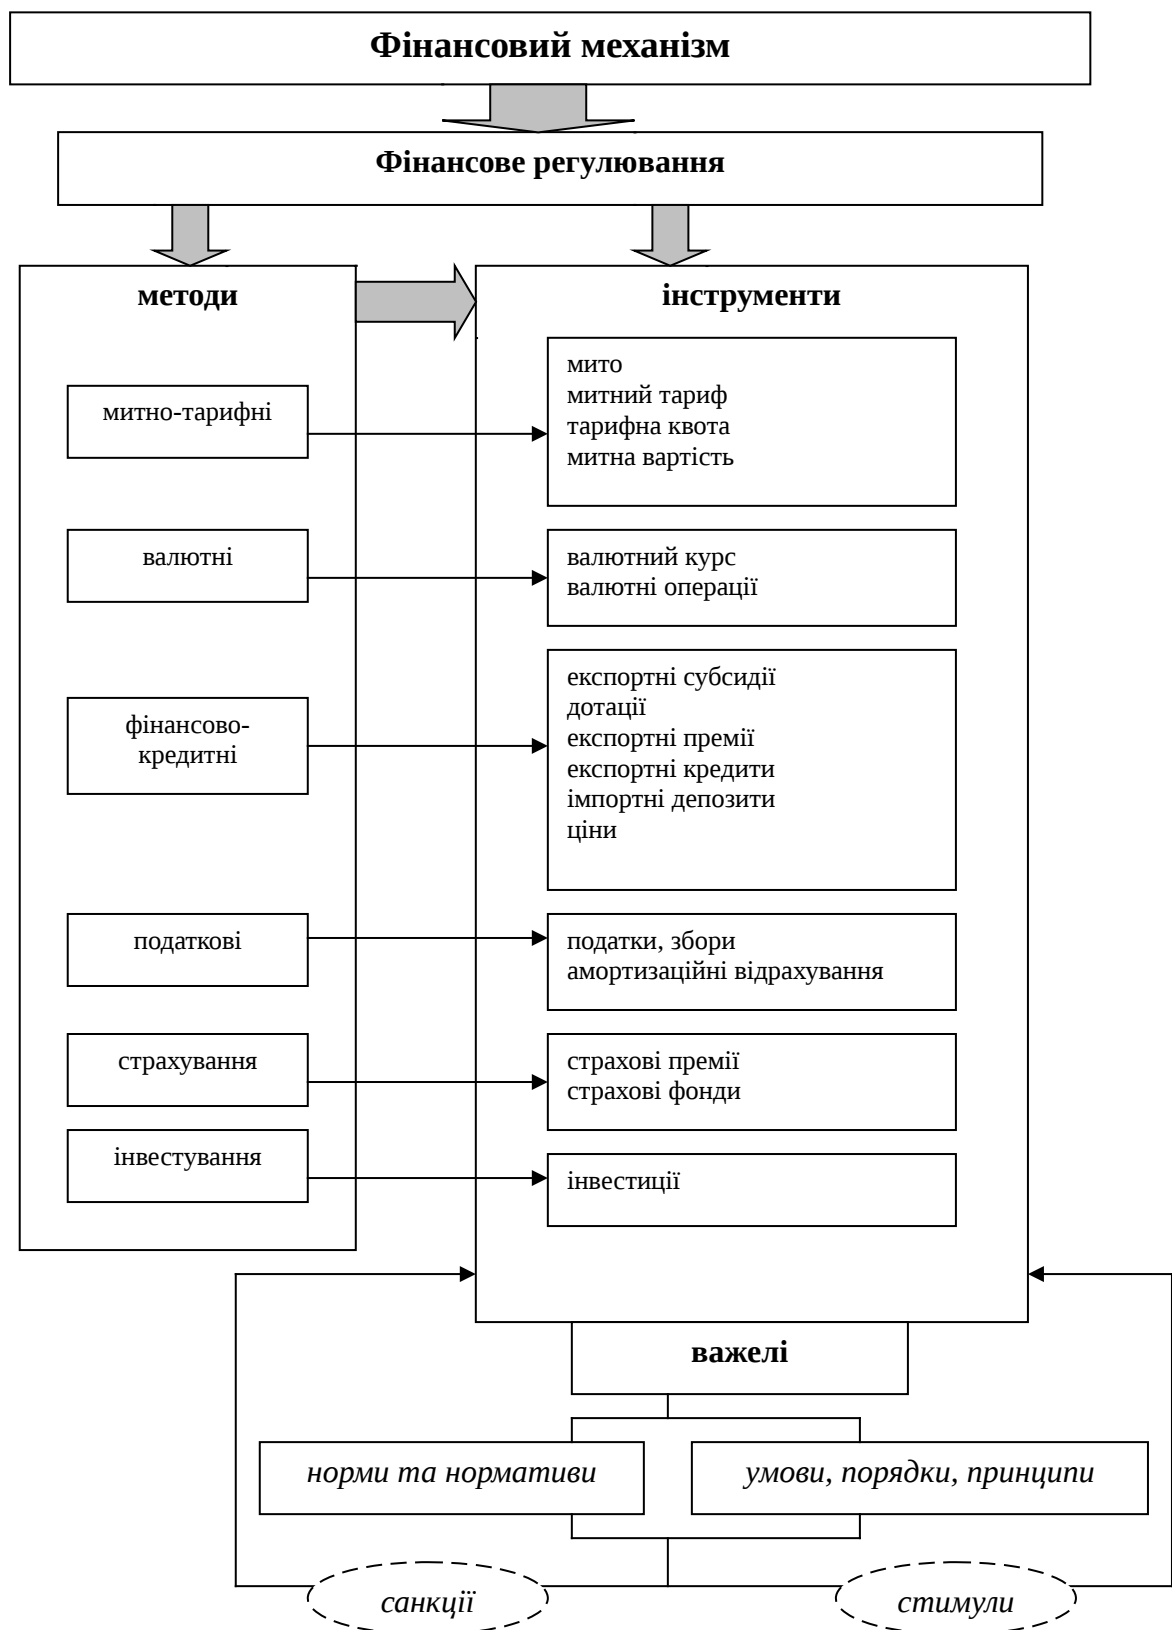 Фінансовий механізм
Фінансове регулювання
методи
інструменти
митно-тарифні
мито
митний тариф
тарифна квота
митна вартість
валютні
валютний курс
валютні операції
фінансово-
кредитні
експортні субсидії
дотації
експортні премії
експортні кредити
імпортні депозити
ціни
податкові
податки, збори
амортизаційні відрахування
страхування
страхові премії
страхові фонди
інвестування
інвестиції
важелі
норми та нормативи
умови, порядки, принципи
санкції
стимули